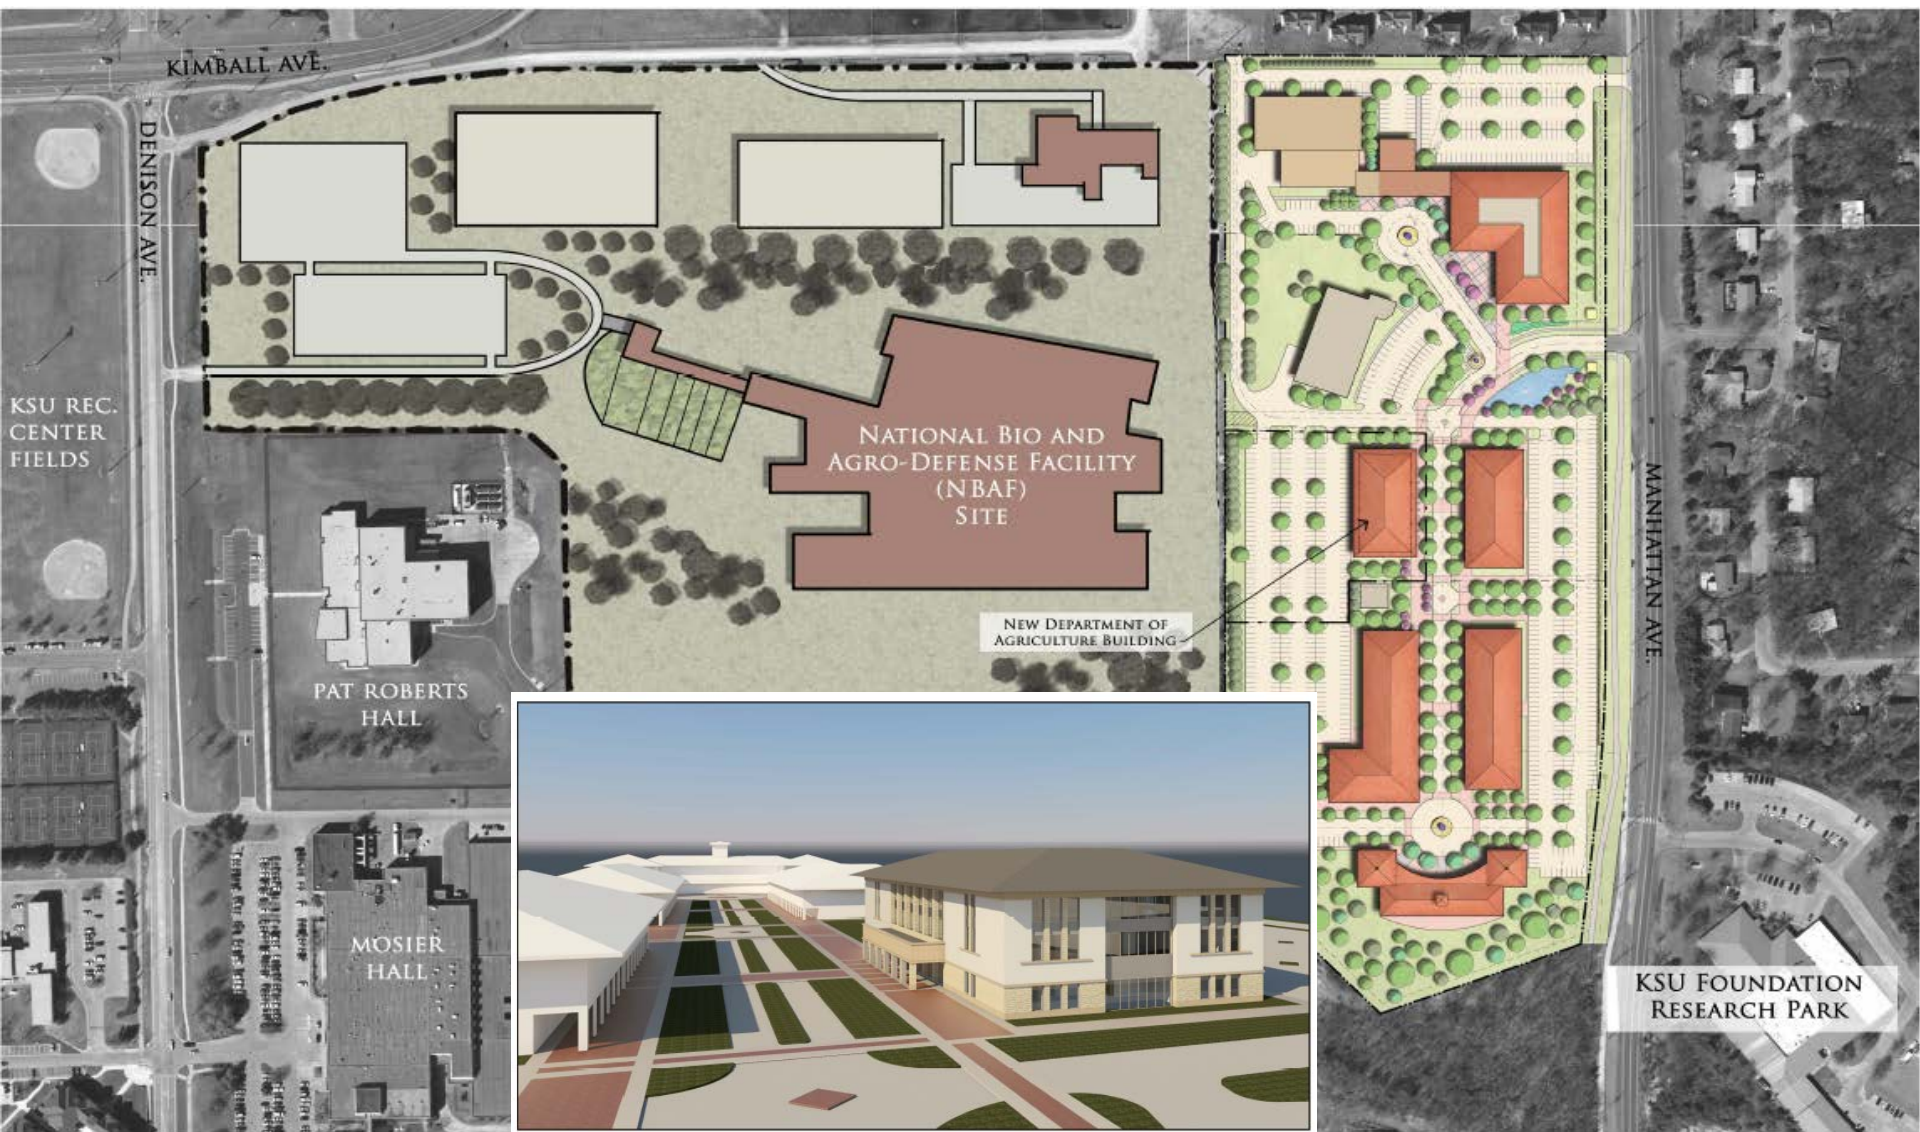 KIMBALL AVE.
DENISON AVE.
KSU REC.
CENTER
FIELDS
NATIONAL BIO AND
AGRO-DEFENSE FACILITY
(NBAF)
SITE
NEW DEPARTMENT OF
AGRICULTURE BUILDING
MANHATTAN AVE.
PAT ROBERTS
HALL
MOSIER
HALL
KSU FOUNDATION
RESEARCH PARK